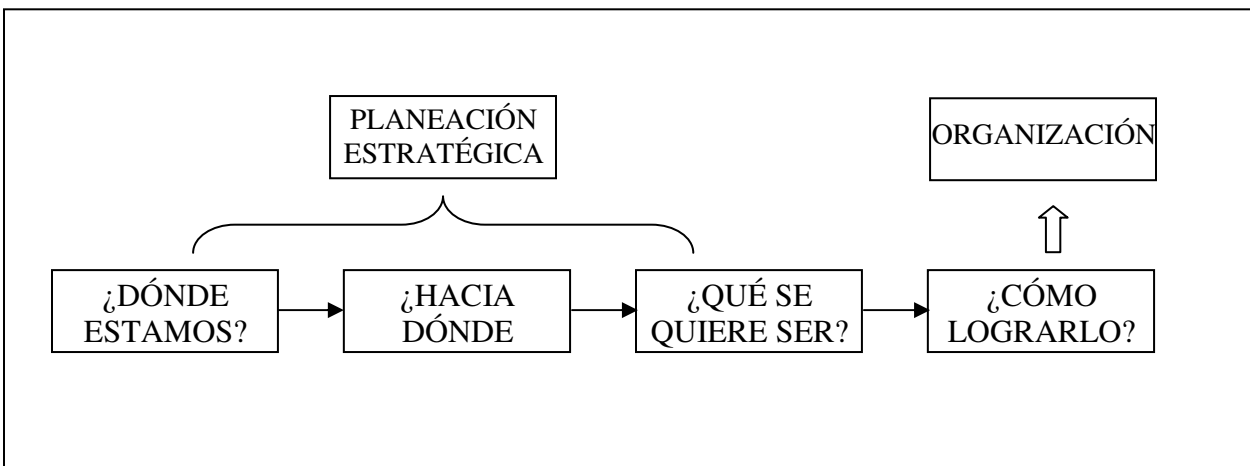 PLANEACIÓN
ESTRATÉGICA
ORGANIZACIÓN
¿DÓNDE
ESTAMOS?
¿HACIA
DÓNDE
¿QUÉ SE
QUIERE SER?
¿CÓMO
LOGRARLO?